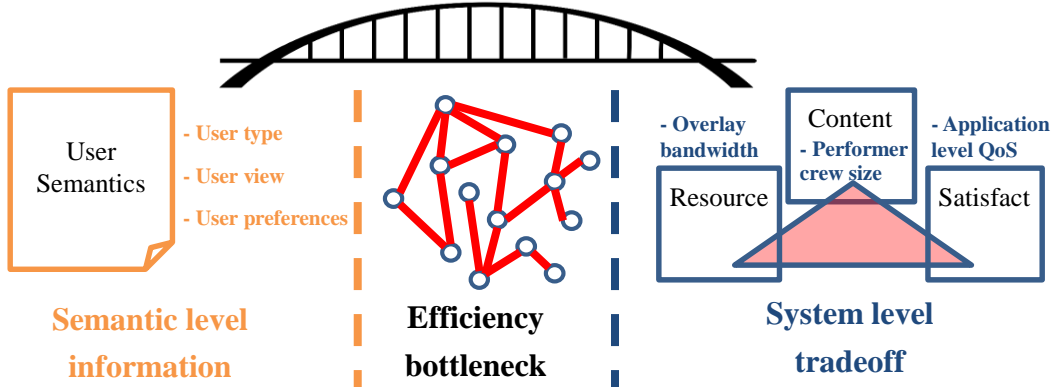 User
Semantics
- User type
- User view
- User preferences
Semantic level
information
Efficiency
bottleneck
- Overlay
bandwidth
Resource
Content
- Performer
crew size
- Application
level QoS
Satisfact
System level
tradeoff